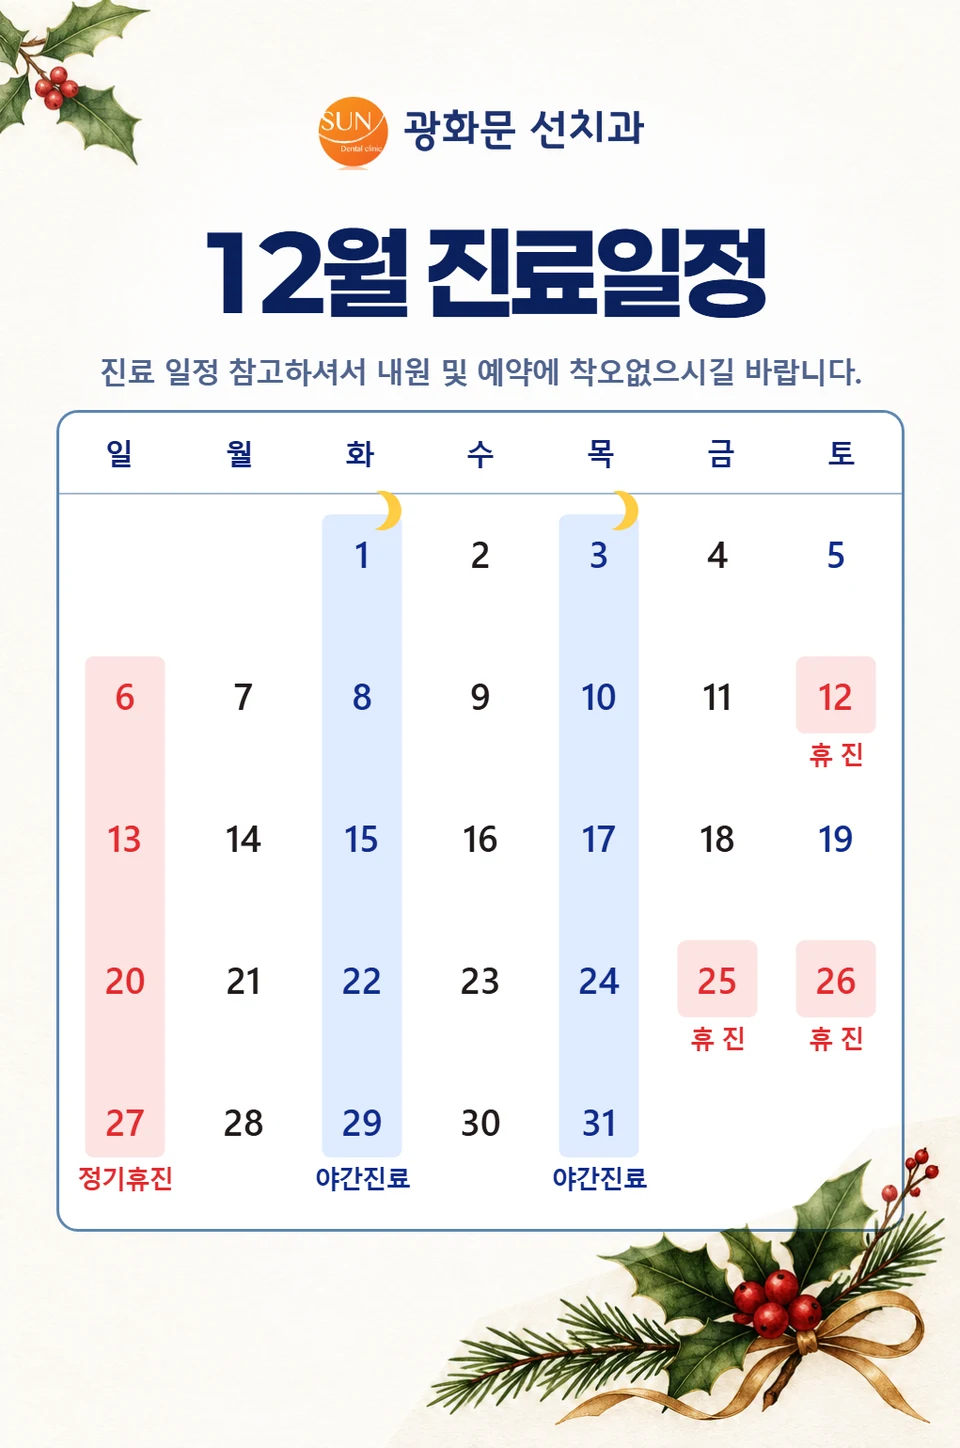 SUN
Dental clinic
광화문 선치과
12월 진료일정
진료 일정 참고하셔서 내원 및 예약에 착오없으시길 바랍니다.
일 월 화 수 목 금 토
1 2 3 4 5
6 7 8 9 10 11 12
휴 진
13 14 15 16 17 18 19
20 21 22 23 24 25 26
휴 진 휴 진
27 28 29 30 31
정기휴진 야간진료 야간진료